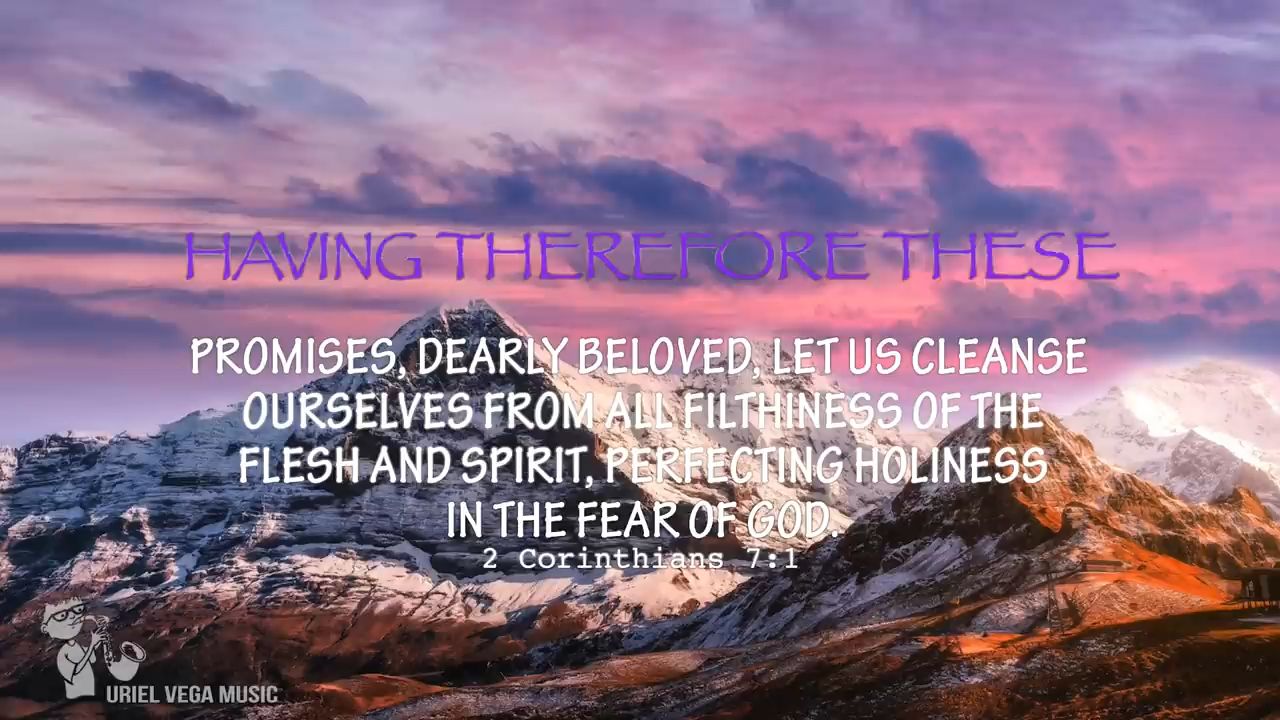 HAVING THEREFORE THESE
PROMISES, DEARLY BELOVED, LET US CLEANSE
OURSELVES FROM ALL FILTHINESS OF THE
FLESH AND SPIRIT, PERFECTING HOLINESS
IN THE FEAR OF GOD.
2 Corinthians 7:1
URIEL VEGA MUSIC